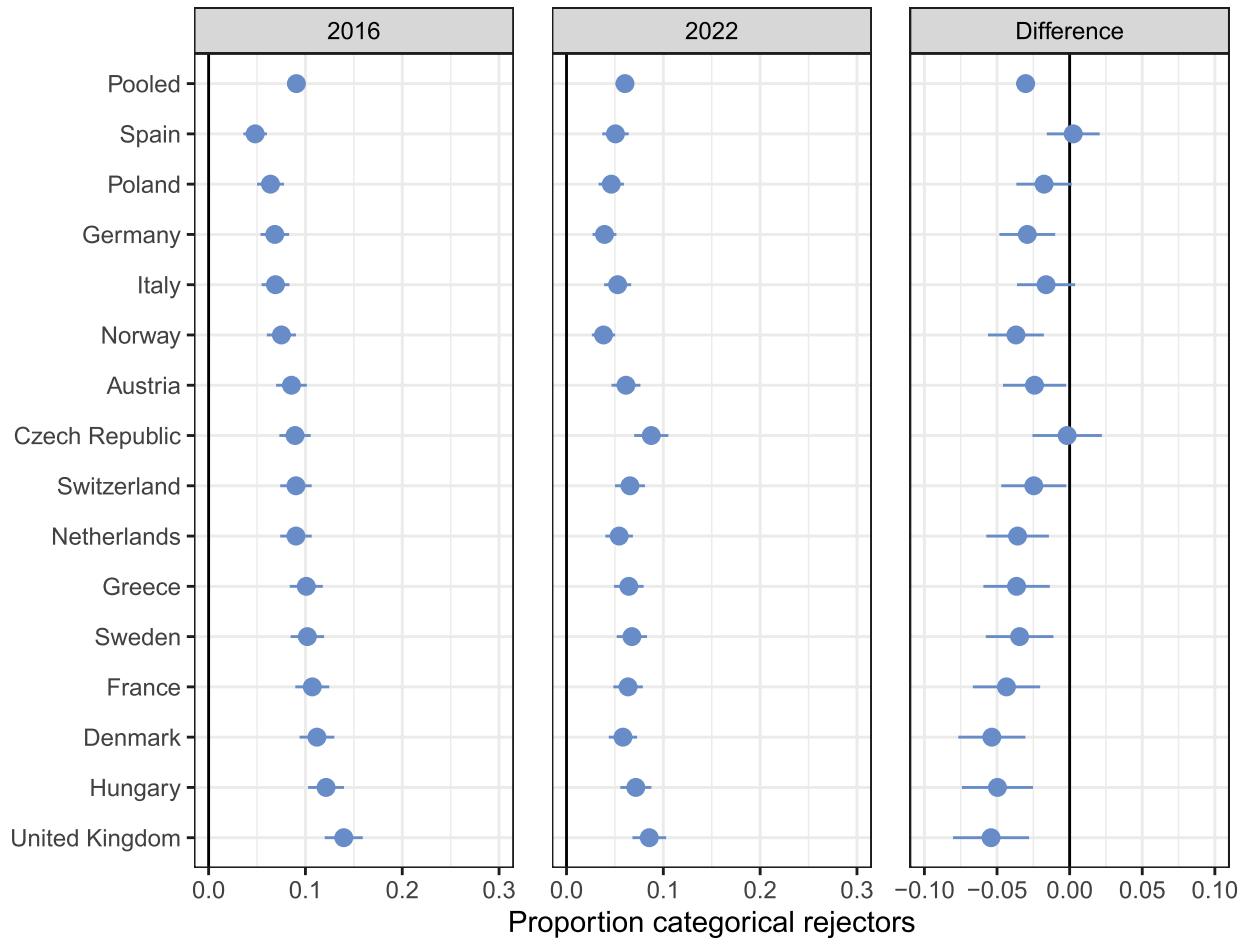 2016 2022 Difference
Pooled
Spain
Poland
Germany
Italy
Norway
Austria
Czech Republic
Switzerland
Netherlands
Greece
Sweden
France
Denmark
Hungary
United Kingdom
0.0 0.1 0.2 0.3 0.0 0.1 0.2 0.3 −0.10 −0.05 0.00 0.05 0.10
Proportion categorical rejectors